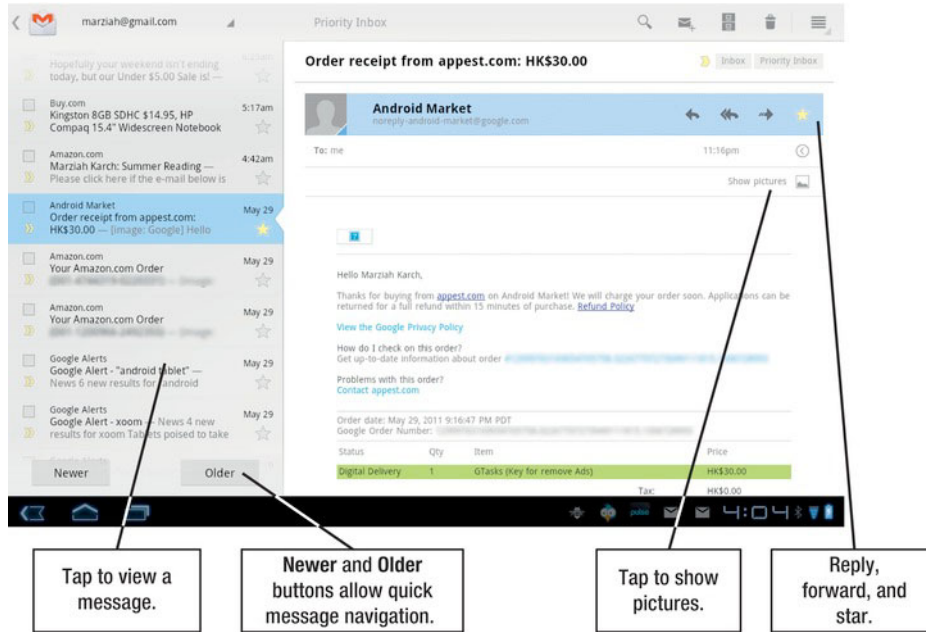 marziah@gmail.com
Priority Inbox
Hopefully your weekend isn't ending
today, but our Under $5.00 Sale is! —
Buy.com
5:17am
Kingston 8GB SDHC $14.95, HP
Compaq 15.4" Widescreen Notebook
Amazon.com
4:42am
Marziah Karch: Summer Reading —
Please click here if the e-mail below is
Android Market
May 29
Order receipt from appest.com:
HK$30.00 — [image: Google] Hello
Amazon.com
May 29
Your Amazon.com Order
Amazon.com
May 29
Your Amazon.com Order
Google Alerts
May 29
Google Alert - "android tablet" —
News 6 new results for android
Google Alerts
May 29
Google Alert - xoom — News 4 new
results for xoom Tablets poised to take
Newer
Older
Order receipt from appest.com: HK$30.00
Inbox
Priority Inbox
Android Market
noreply-android-market@google.com
To: me
11:16pm
Show pictures
Hello Marziah Karch,
Thanks for buying from appest.com on Android Market! We will charge your order soon. Applications can be
returned for a full refund within 15 minutes of purchase. Refund Policy
View the Google Privacy Policy
How do I check on this order?
Get up-to-date information about order
Problems with this order?
Contact appest.com
Order date: May 29, 2011 9:16:47 PM PDT
Google Order Number:
Status Qty Item Price
Digital Delivery 1 GTasks (Key for remove Ads) HK$30.00
Tax: HK$0.00
pulse
4:04
Tap to view a
message.
Newer and Older
buttons allow quick
message navigation.
Tap to show
pictures.
Reply,
forward, and
star.